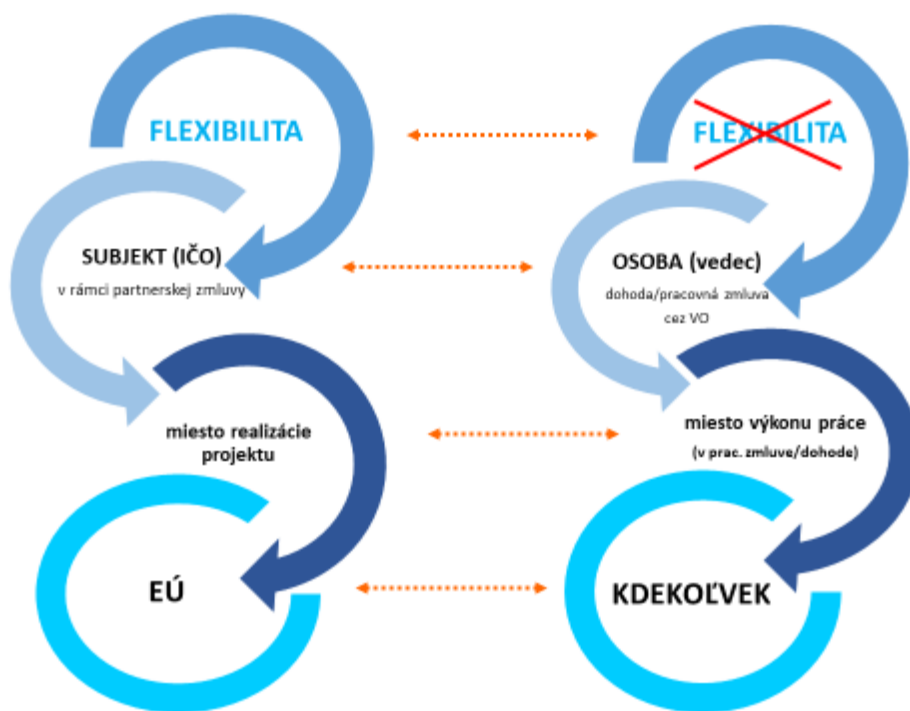 FLEXIBILITA
SUBJEKT (IČO)
v rámci partnerskej zmluvy
miesto realizácie
projektu
EÚ
FLEXIBILITA
OSOBA (vedec)
dohoda/pracovná zmluva
cez VO
miesto výkonu práce
(v prac. zmluve/dohode)
KDEKOĽVEK